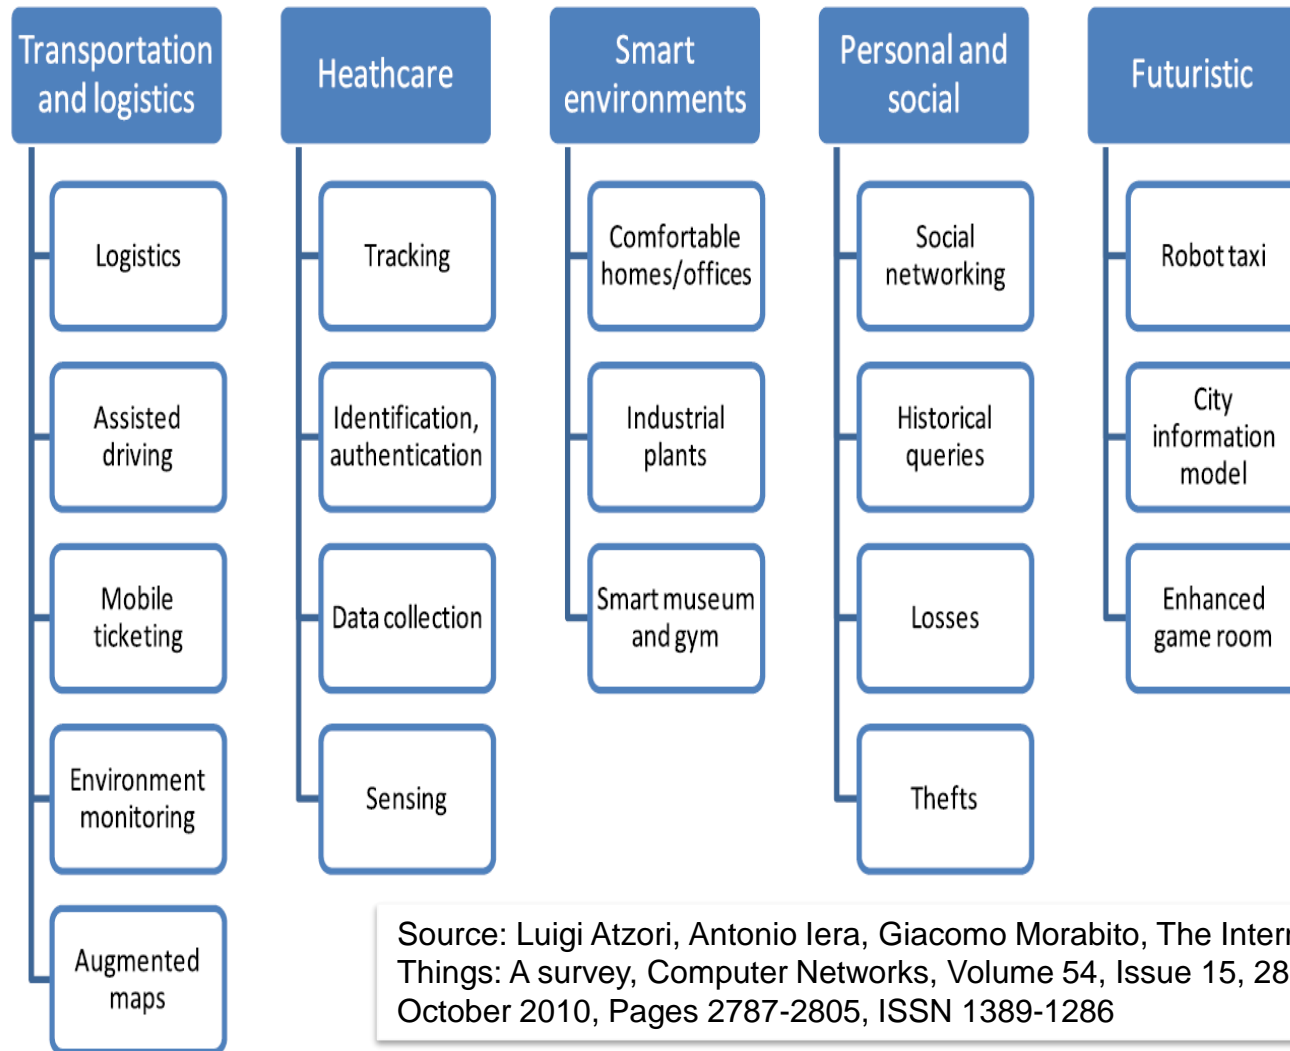 Transportation
and logistics
Logistics
Assisted
driving
Mobile
ticketing
Environment
monitoring
Augmented
maps
Heathcare
Tracking
Identification,
authentication
Data collection
Sensing
Smart
environments
Comfortable
homes/offices
Industrial
plants
Smart museum
and gym
Personal and
social
Social
networking
Historical
queries
Losses
Thefts
Futuristic
Robot taxi
City
information
model
Enhanced
game room
Source: Luigi Atzori, Antonio Iera, Giacomo Morabito, The Intern
Things: A survey, Computer Networks, Volume 54, Issue 15, 28
October 2010, Pages 2787-2805, ISSN 1389-1286